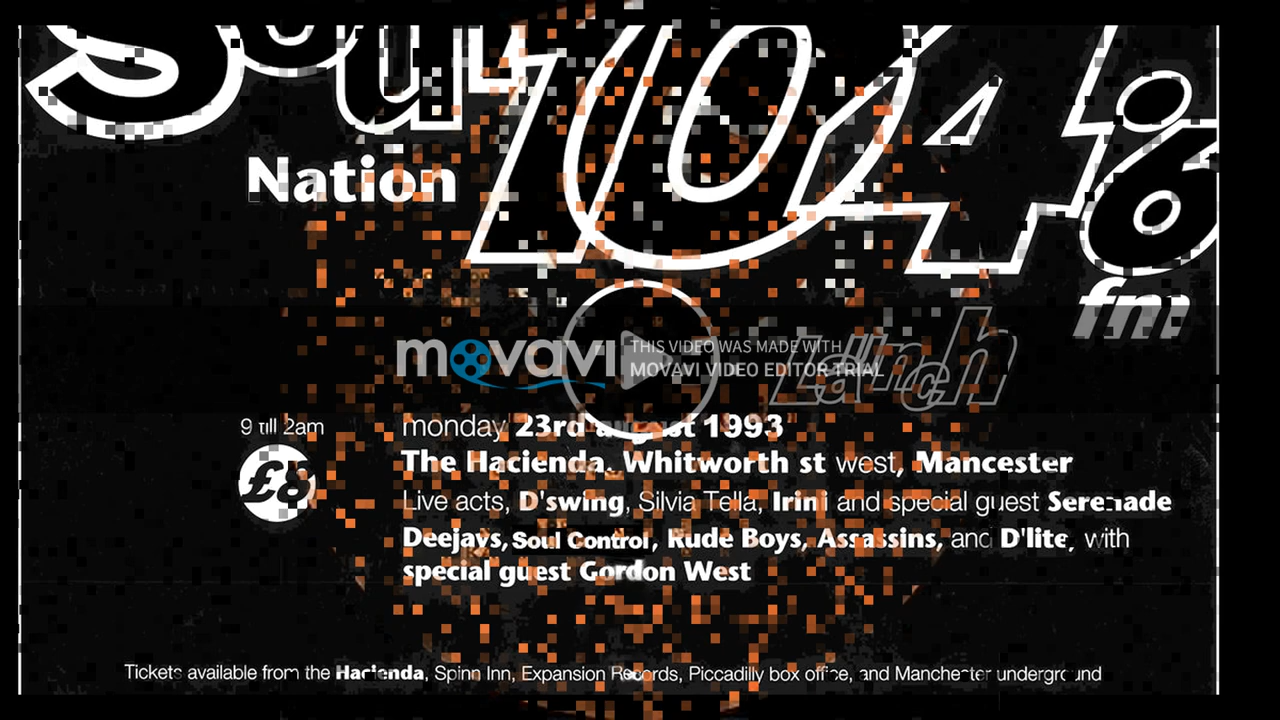 Soul 104.6
Nation
fm
Launch
movavi
THIS VIDEO WAS MADE WITH
MOVAVI VIDEO EDITOR TRIAL
9 till 2am
£8
monday 23rd august 1993
The Hacienda. Whitworth st west, Mancester
Live acts, D'swing, Silvia Tella, Irini and special guest Serenade
Deejays, Soul Control, Rude Boys, Assassins, and D'lite, with
special guest Gordon West
Tickets available from the Hacienda, Spinn Inn, Expansion Records, Piccadilly box office, and Manchester underground